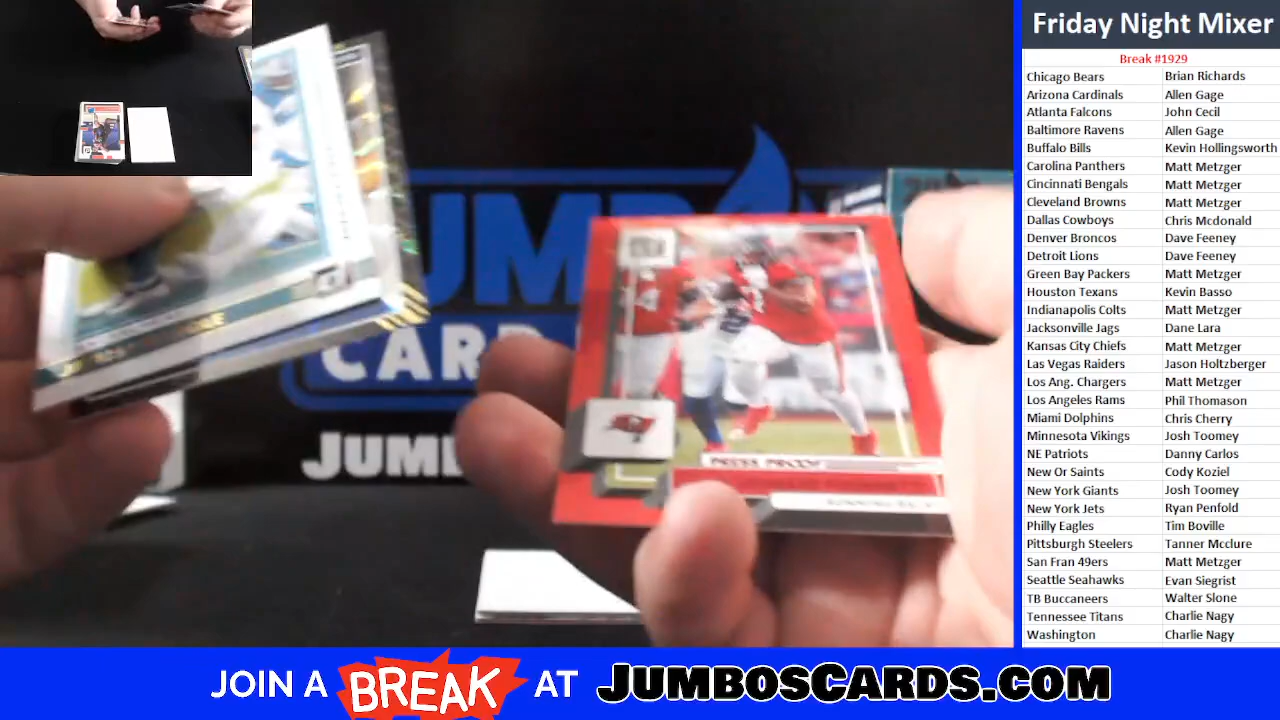 Friday Night Mixer
Break #1929
Chicago Bears Brian Richards
Arizona Cardinals Allen Gage
Atlanta Falcons John Cecil
Baltimore Ravens Allen Gage
Buffalo Bills Kevin Hollingsworth
Carolina Panthers Matt Metzger
Cincinnati Bengals Matt Metzger
Cleveland Browns Matt Metzger
Dallas Cowboys Chris Mcdonald
Denver Broncos Dave Feeney
Detroit Lions Dave Feeney
Green Bay Packers Matt Metzger
Houston Texans Kevin Basso
Indianapolis Colts Matt Metzger
Jacksonville Jags Dane Lara
Kansas City Chiefs Matt Metzger
Las Vegas Raiders Jason Holtzberger
Los Ang. Chargers Matt Metzger
Los Angeles Rams Phil Thomason
Miami Dolphins Chris Cherry
Minnesota Vikings Josh Toomey
NE Patriots Danny Carlos
New Or Saints Cody Koziel
New York Giants Josh Toomey
New York Jets Ryan Penfold
Philly Eagles Tim Boville
Pittsburgh Steelers Tanner Mcclure
San Fran 49ers Matt Metzger
Seattle Seahawks Evan Siegrist
TB Buccaneers Walter Slone
Tennessee Titans Charlie Nagy
Washington Charlie Nagy
JUMB
CARD
JUMB
JOIN A BREAK AT JUMBOSCARDS.COM